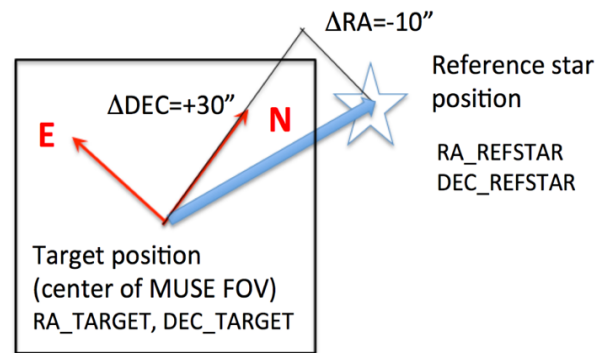 ΔRA=-10”
Reference star
position
ΔDEC=+30”
N
E
RA_REFSTAR
DEC_REFSTAR
Target position
(center of MUSE FOV)
RA_TARGET, DEC_TARGET